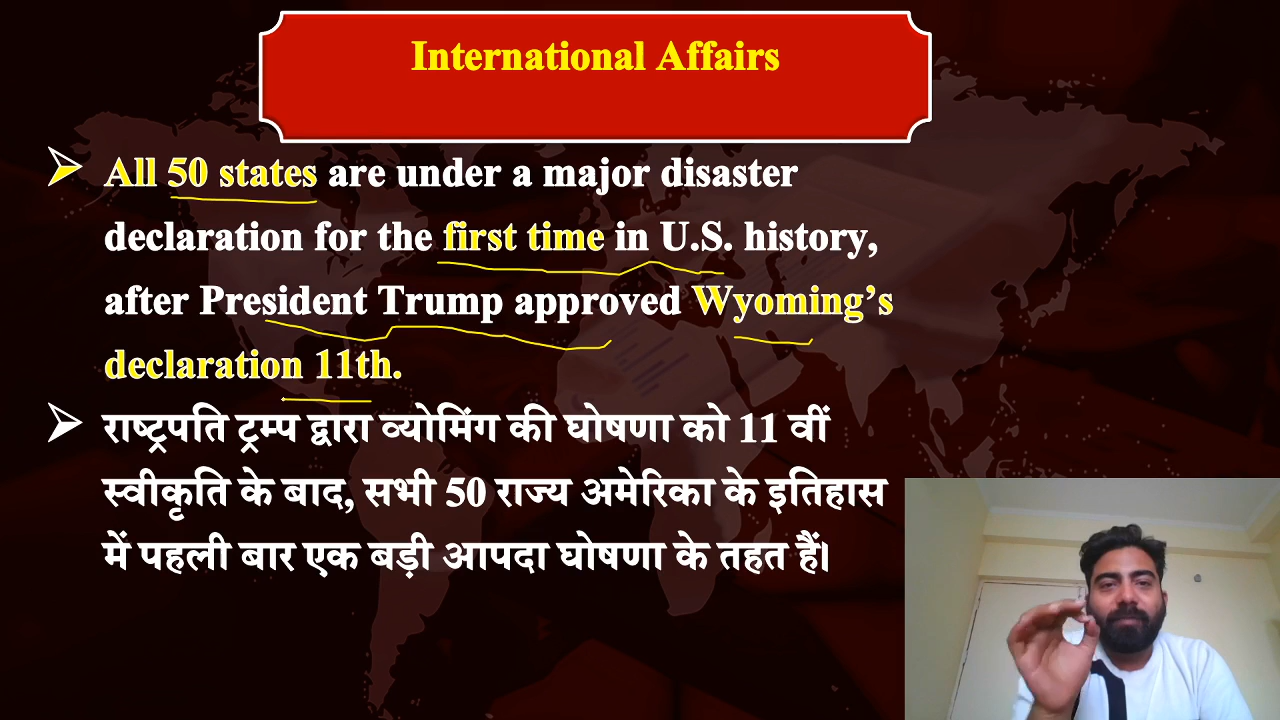 International Affairs
All 50 states are under a major disaster
declaration for the first time in U.S. history,
after President Trump approved Wyoming’s
declaration 11th.
राष्ट्रपति ट्रम्प द्वारा व्योमिंग की घोषणा को 11 वीं
स्वीकृति के बाद, सभी 50 राज्य अमेरिका के इतिहास
में पहली बार एक बड़ी आपदा घोषणा के तहत हैं।